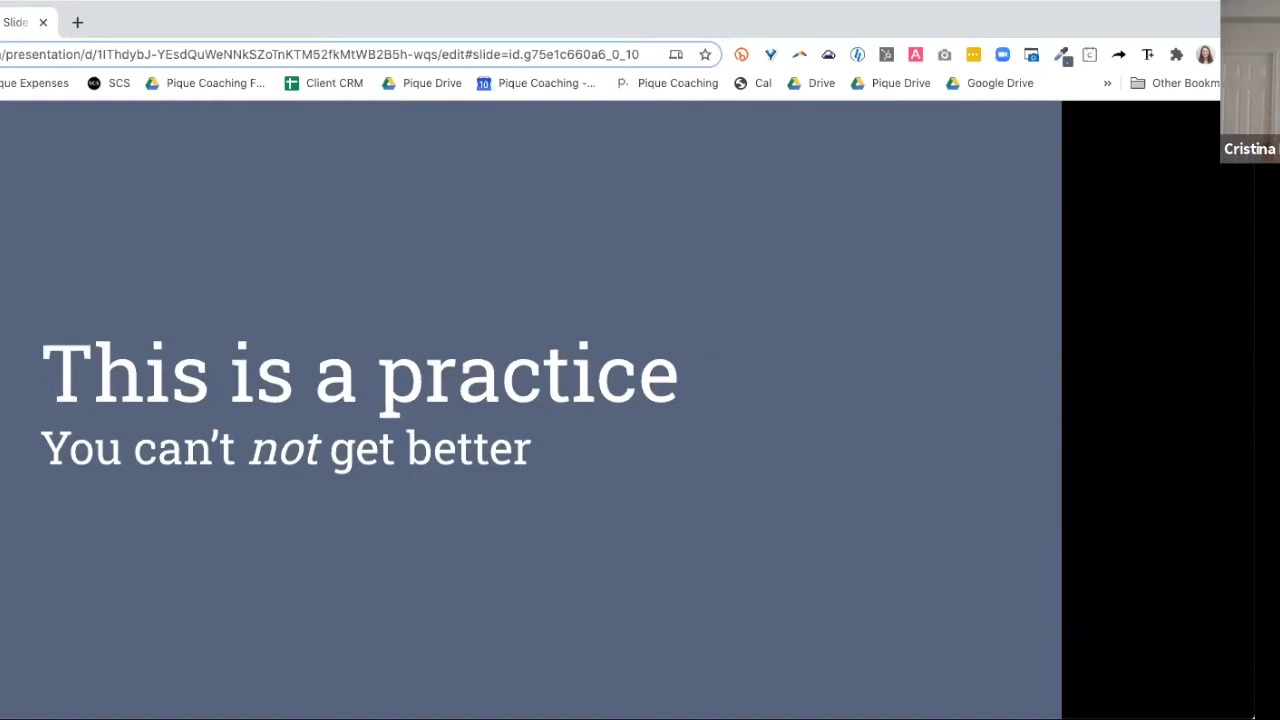 Slide
/presentation/d/1IThdybJ-YEsdQuWeNNkSZoTnKTM52fkMtWB2B5h-wqs/edit#slide=id.g75e1c660a6_0_10
que Expenses SCS Pique Coaching F... Client CRM Pique Drive Pique Coaching -... Pique Coaching Cal Drive Pique Drive Google Drive » Other Bookm
Cristina
This is a practice
You can't not get better